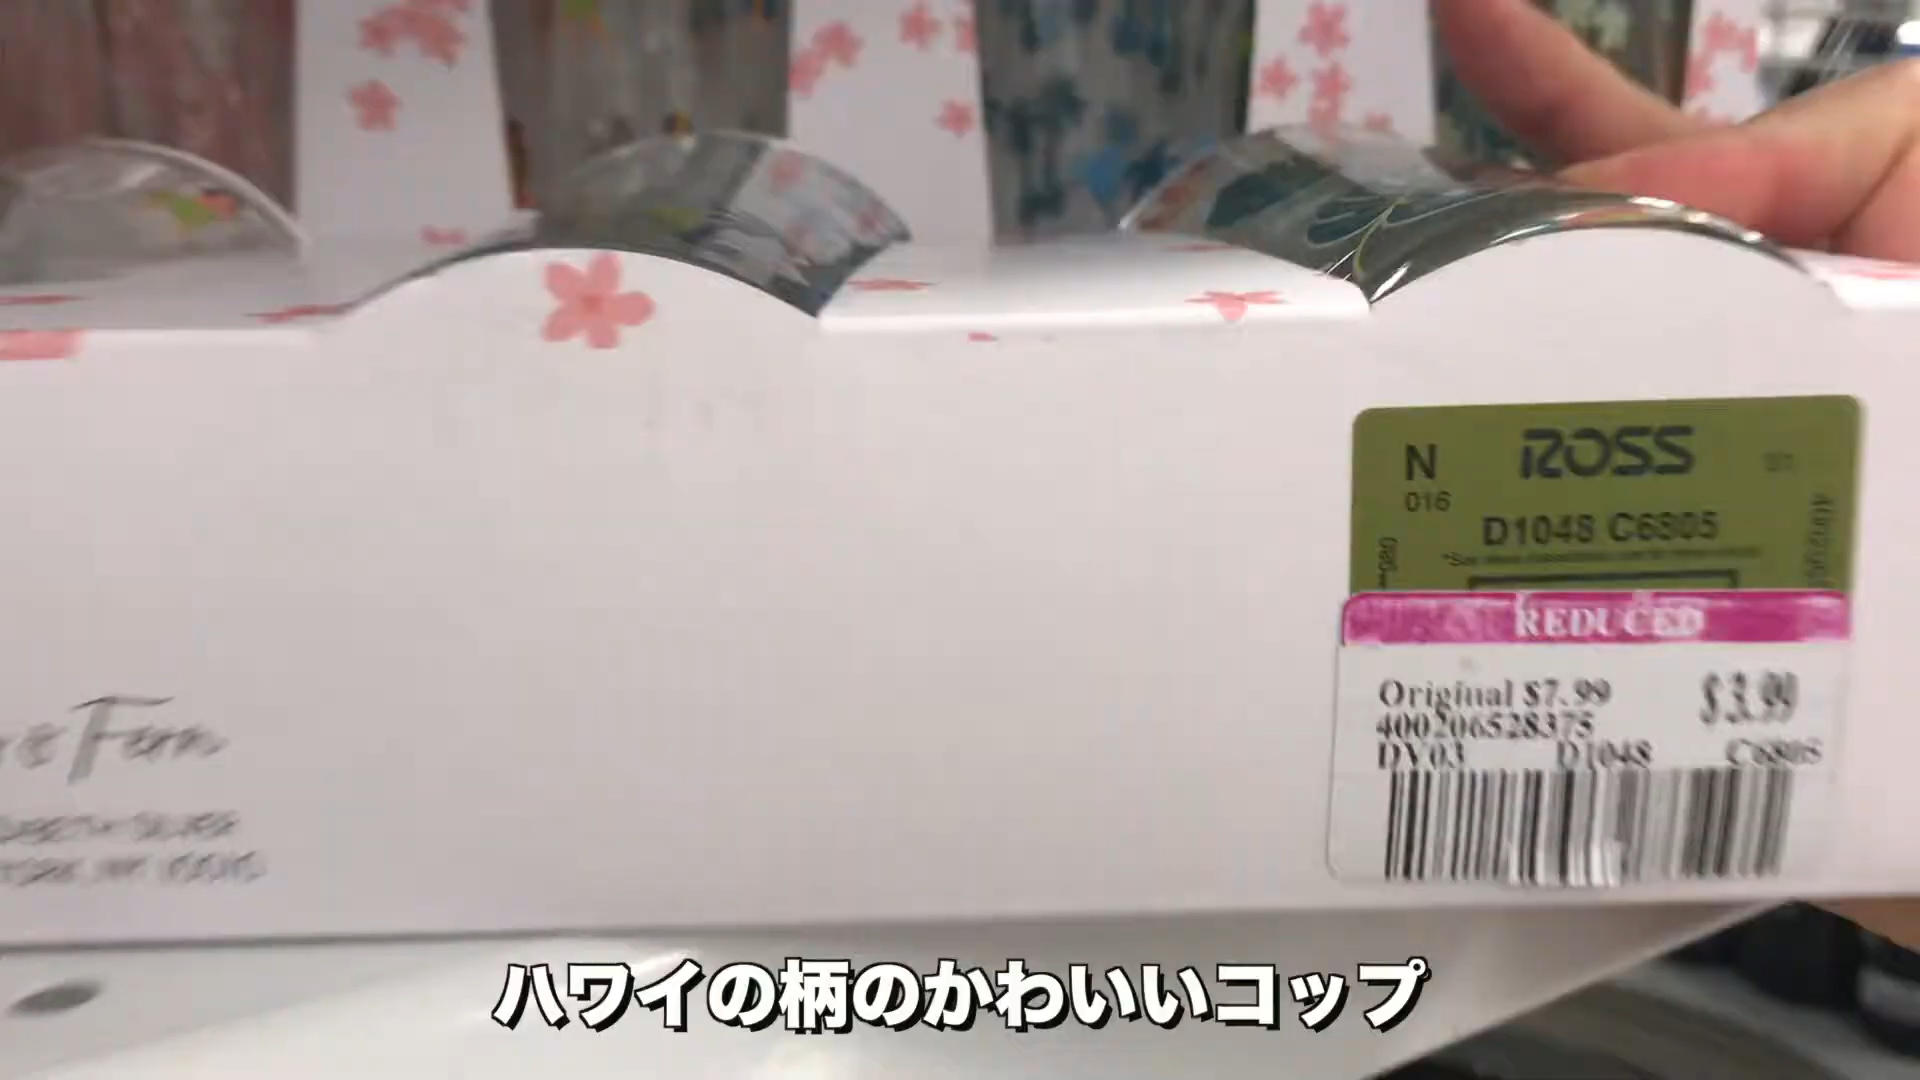 N
ROSS
016
D1048 C6805
REDUCED
Original $7.99
$3.99
400206528375
DV03 D1048 C6805
ハワイの柄のかわいいコップ